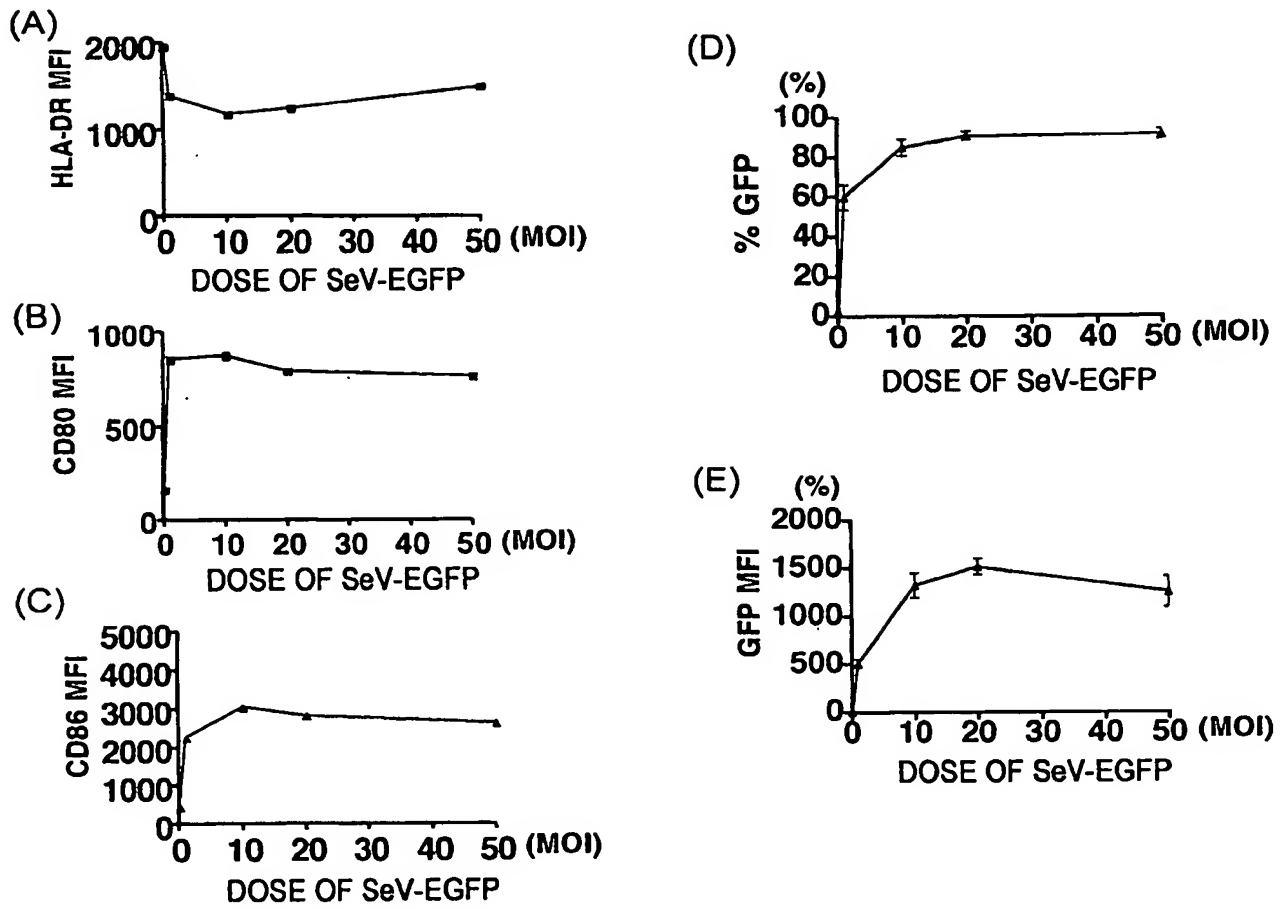 (A)
HLA-DR MFI
2000
1000
0
0 10 20 30 40 50 (MOI)
DOSE OF SeV-EGFP
(B)
CD80 MFI
1000
500
0
0 10 20 30 40 50 (MOI)
DOSE OF SeV-EGFP
(C)
CD86 MFI
5000
4000
3000
2000
1000
0
0 10 20 30 40 50 (MOI)
DOSE OF SeV-EGFP
(D)
(%)
% GFP
100
80
60
40
20
0
0 10 20 30 40 50 (MOI)
DOSE OF SeV-EGFP
(E)
(%)
GFP MFI
2000
1500
1000
500
0
0 10 20 30 40 50 (MOI)
DOSE OF SeV-EGFP